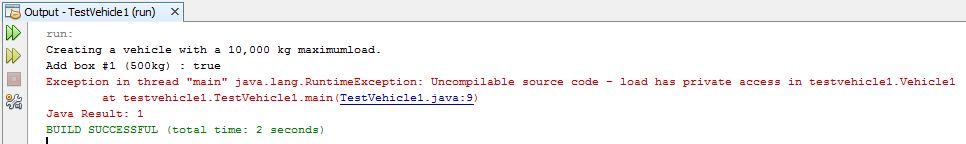 Output - TestVehicle1 (run)
run:
Creating a vehicle with a 10,000 kg maximumload.
Add box #1 (500kg) : true
Exception in thread "main" java.lang.RuntimeException: Uncompilable source code - load has private access in testvehicle1.Vehicle1
at testvehicle1.TestVehicle1.main(TestVehicle1.java:9)
Java Result: 1
BUILD SUCCESSFUL (total time: 2 seconds)